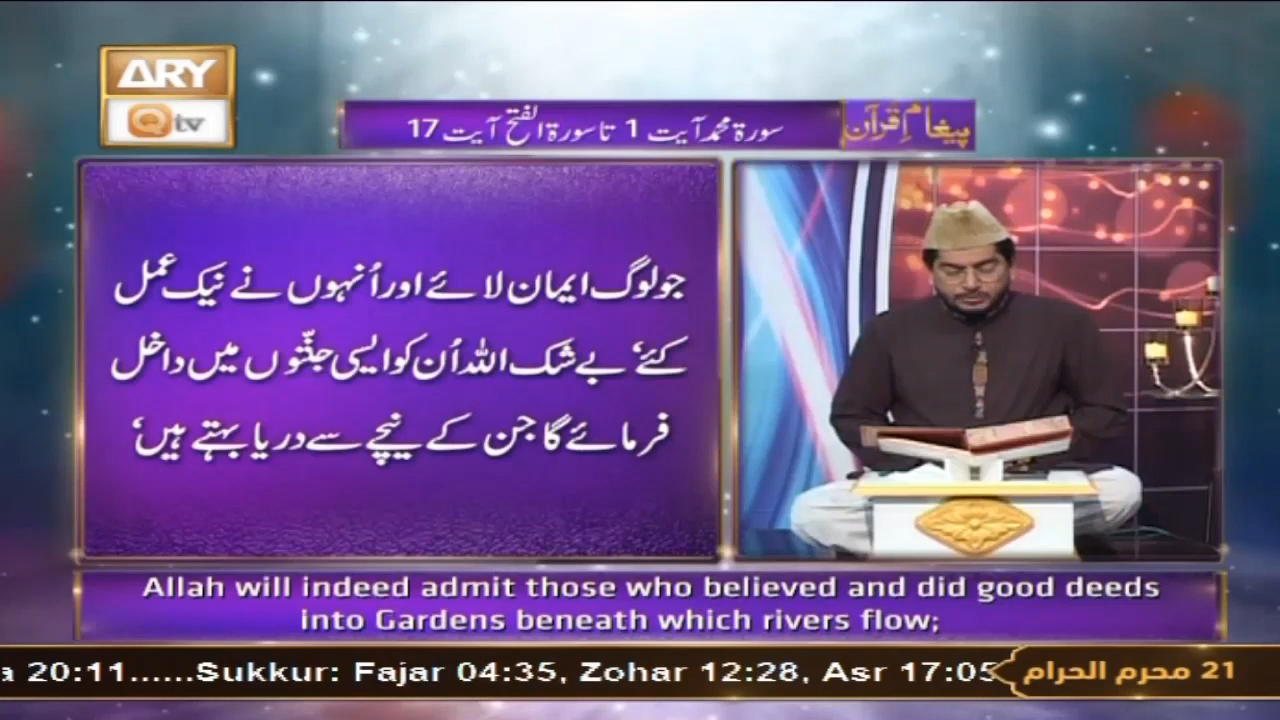 ARY
Qtv
پیغامِ قرآن
سورۃ محمد آیت 1 تا سورۃ الفتح آیت 17
جو لوگ ایمان لائے اور اُنہوں نے نیک عمل
کئے، بے شک اللہ اُن کو ایسی جنّتوں میں داخل
فرمائے گا جن کے نیچے سے دریا بہتے ہیں،
Allah will indeed admit those who believed and did good deeds
into Gardens beneath which rivers flow;
a 20:11......Sukkur: Fajar 04:35, Zohar 12:28, Asr 17:05
21 محرم الحرام